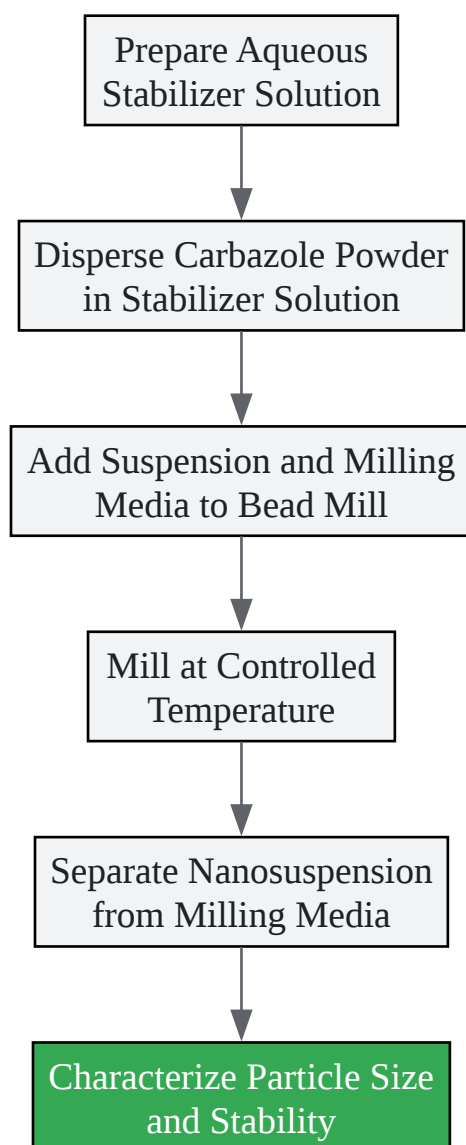 Prepare Aqueous
Stabilizer Solution
Disperse Carbazole Powder
in Stabilizer Solution
Add Suspension and Milling
Media to Bead Mill
Mill at Controlled
Temperature
Separate Nanosuspension
from Milling Media
Characterize Particle Size
and Stability